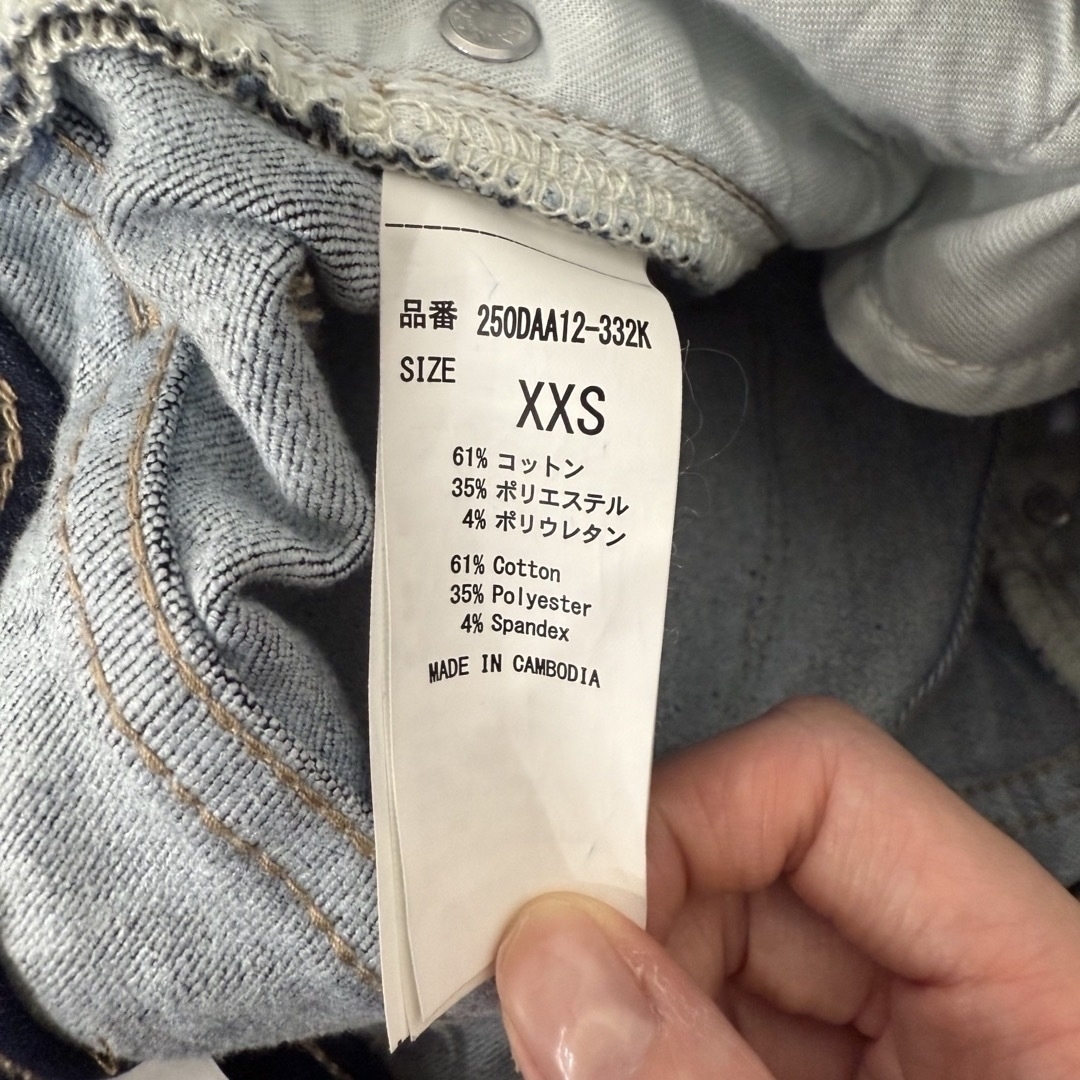 品番 250DAA12-332K
SIZE
XXS
61% コットン
35% ポリエステル
4% ポリウレタン
61% Cotton
35% Polyester
4% Spandex
MADE IN CAMBODIA